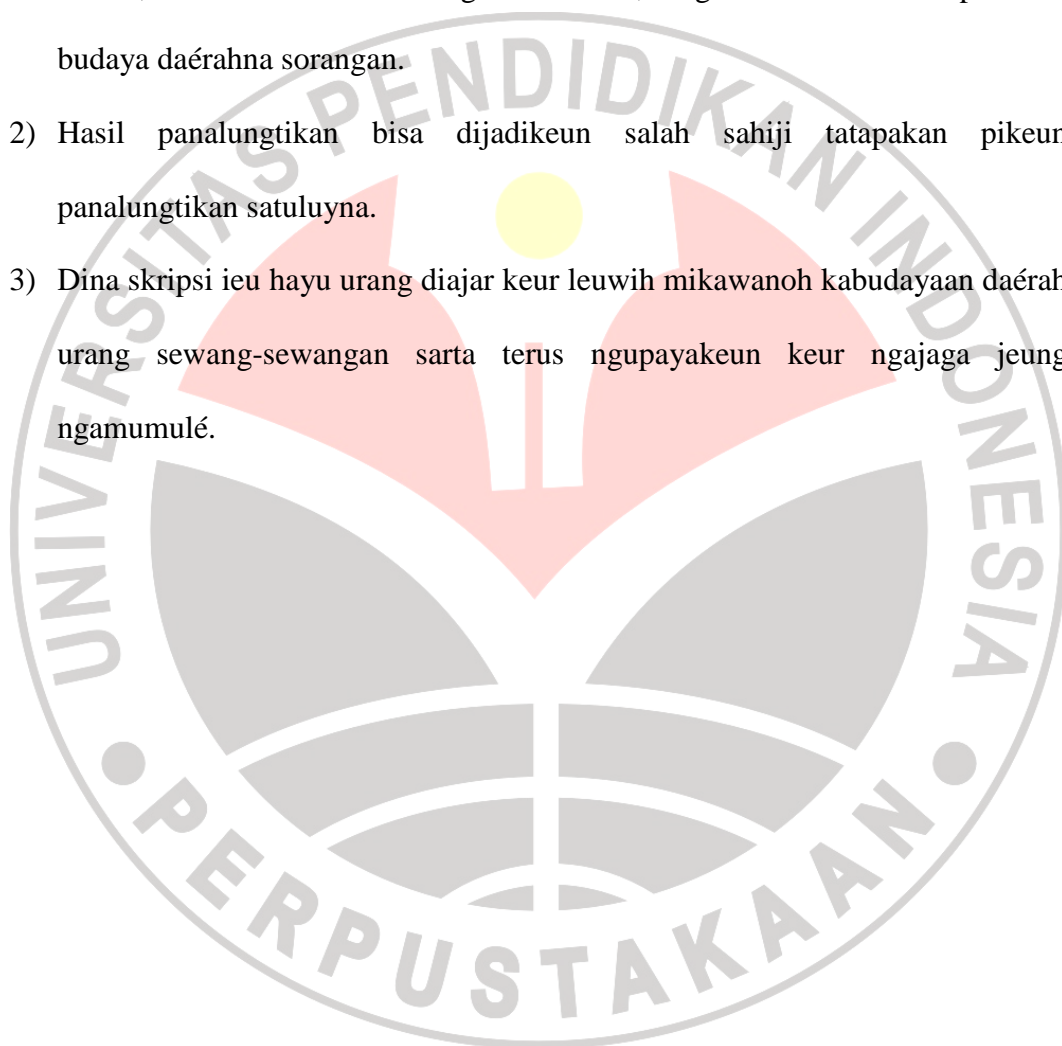 budaya daérahna sorangan.
2) Hasil panalungtikan bisa dijadikeun salah sahiji tatapakan pikeun
panalungtikan satuluyna.
3) Dina skripsi ieu hayu urang diajar keur leuwih mikawanoh kabudayaan daérah
urang sewang-sewangan sarta terus ngupayakeun keur ngajaga jeung
ngamumulé.
UNIVERSITAS PENDIDIKAN INDONESIA
PERPUSTAKAAN